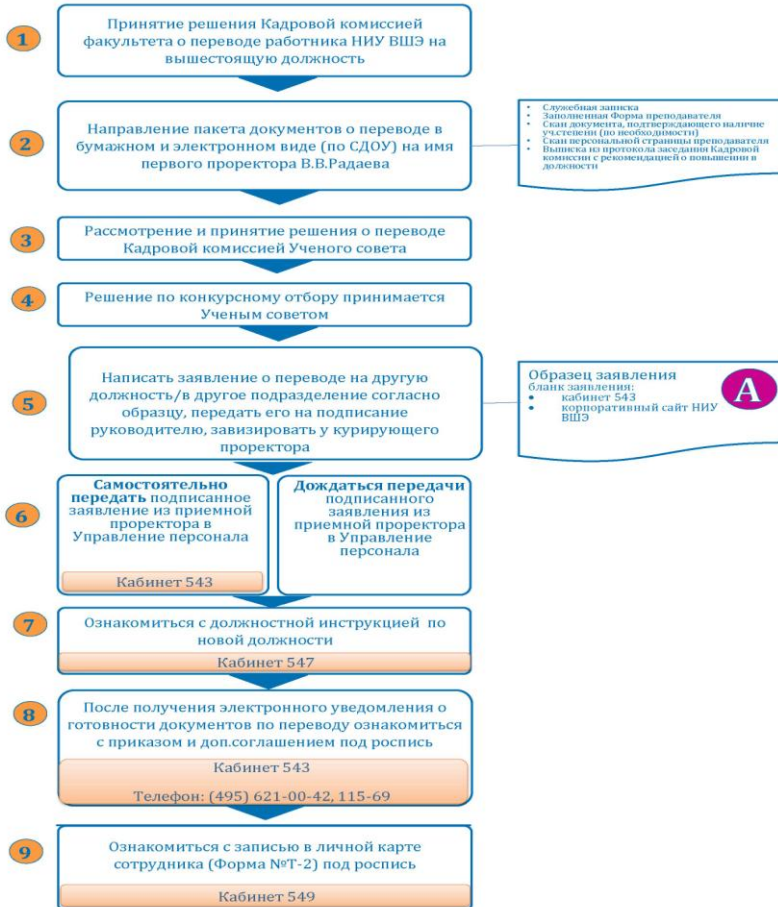 1
Принятие решения Кадровой комиссией
факультета о переводе работника НИУ ВШЭ на
вышестоящую должность
2
Направление пакета документов о переводе в
бумажном и электронном виде (по СДОУ) на имя
первого проректора В.В.Радаева
• Служебная записка
• Заполненная Форма преподавателя
• Скан документа, подтверждающего наличие
уч.степени (по необходимости)
• Скан персональной страницы преподавателя
• Выписка из протокола заседания Кадровой
комиссии с рекомендацией о повышении в
должности
3
Рассмотрение и принятие решения о переводе
Кадровой комиссией Ученого совета
4
Решение по конкурсному отбору принимается
Ученым советом
5
Написать заявление о переводе на другую
должность/в другое подразделение согласно
образцу, передать его на подписание
руководителю, завизировать у курирующего
проректора
Образец заявления
бланк заявления:
• кабинет 543
• корпоративный сайт НИУ
ВШЭ
А
6
Самостоятельно
передать подписанное
заявление из приемной
проректора в
Управление персонала
Кабинет 543
Дождаться передачи
подписанного
заявления из
приемной проректора
в Управление
персонала
7
Ознакомиться с должностной инструкцией по
новой должности
Кабинет 547
8
После получения электронного уведомления о
готовности документов по переводу ознакомиться
с приказом и доп.соглашением под роспись
Кабинет 543
Телефон: (495) 621-00-42, 115-69
9
Ознакомиться с записью в личной карте
сотрудника (Форма №Т-2) под роспись
Кабинет 549